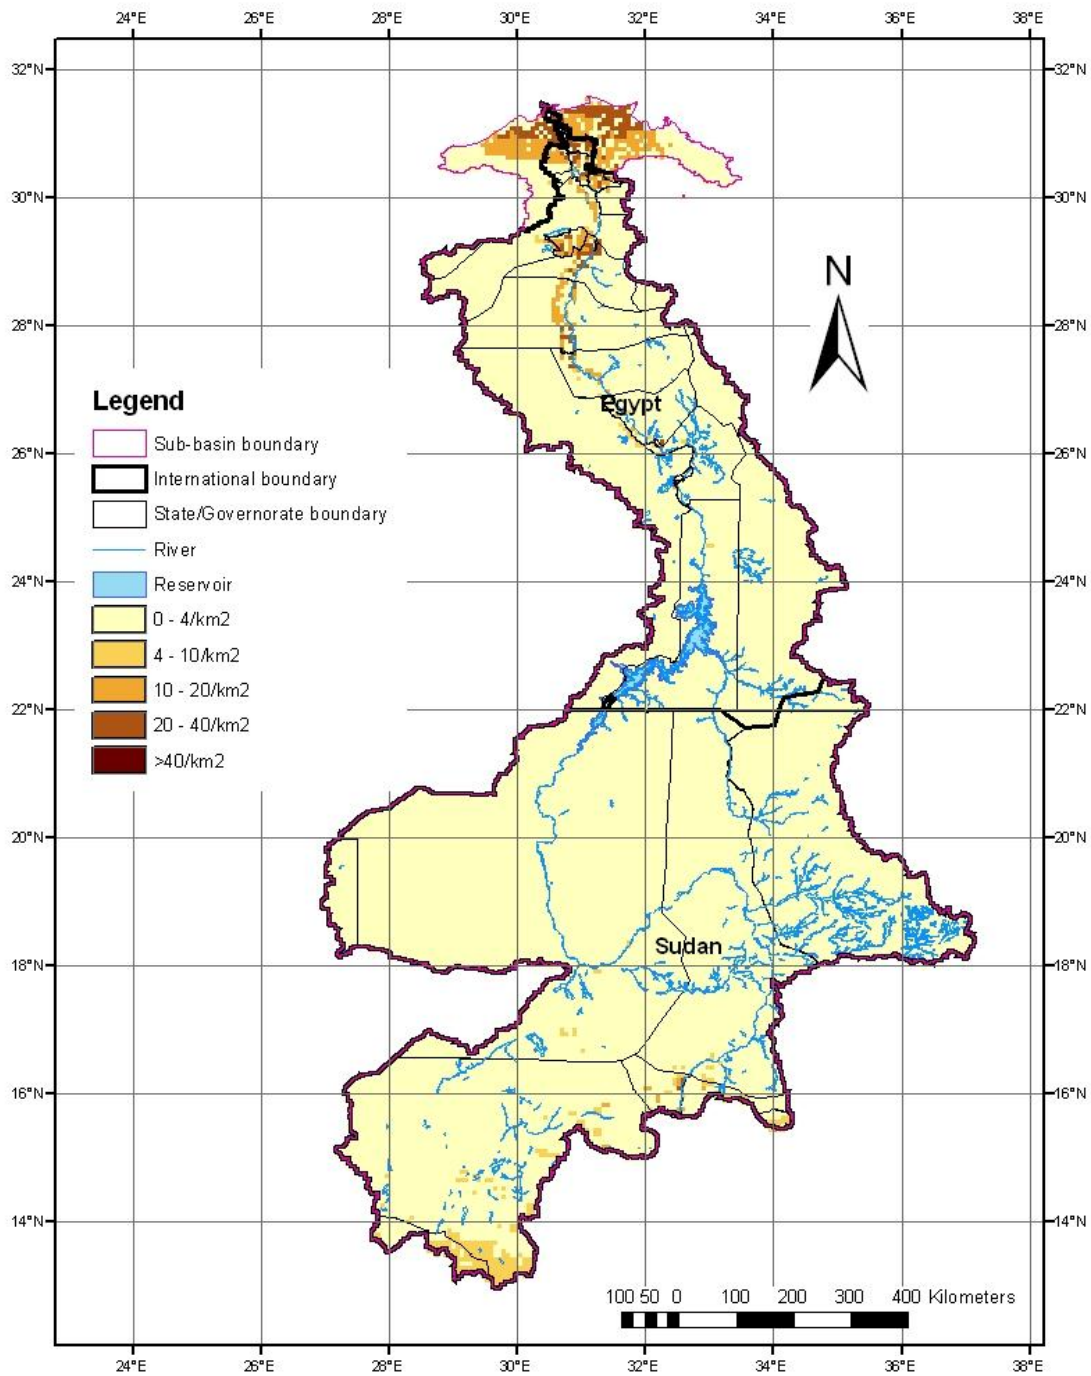 24°E 26°E 28°E 30°E 32°E 34°E 36°E 38°E
32°N 32°N
30°N 30°N
N
28°N 28°N
Legend
Egypt
Sub-basin boundary
26°N 26°N
International boundary
State/Governorate boundary
River
Reservoir
24°N 24°N
0 - 4/km2
4 - 10/km2
10 - 20/km2
22°N 22°N
20 - 40/km2
>40/km2
20°N 20°N
Sudan
18°N 18°N
16°N 16°N
14°N 14°N
100 50 0 100 200 300 400 Kilometers
24°E 26°E 28°E 30°E 32°E 34°E 36°E 38°E